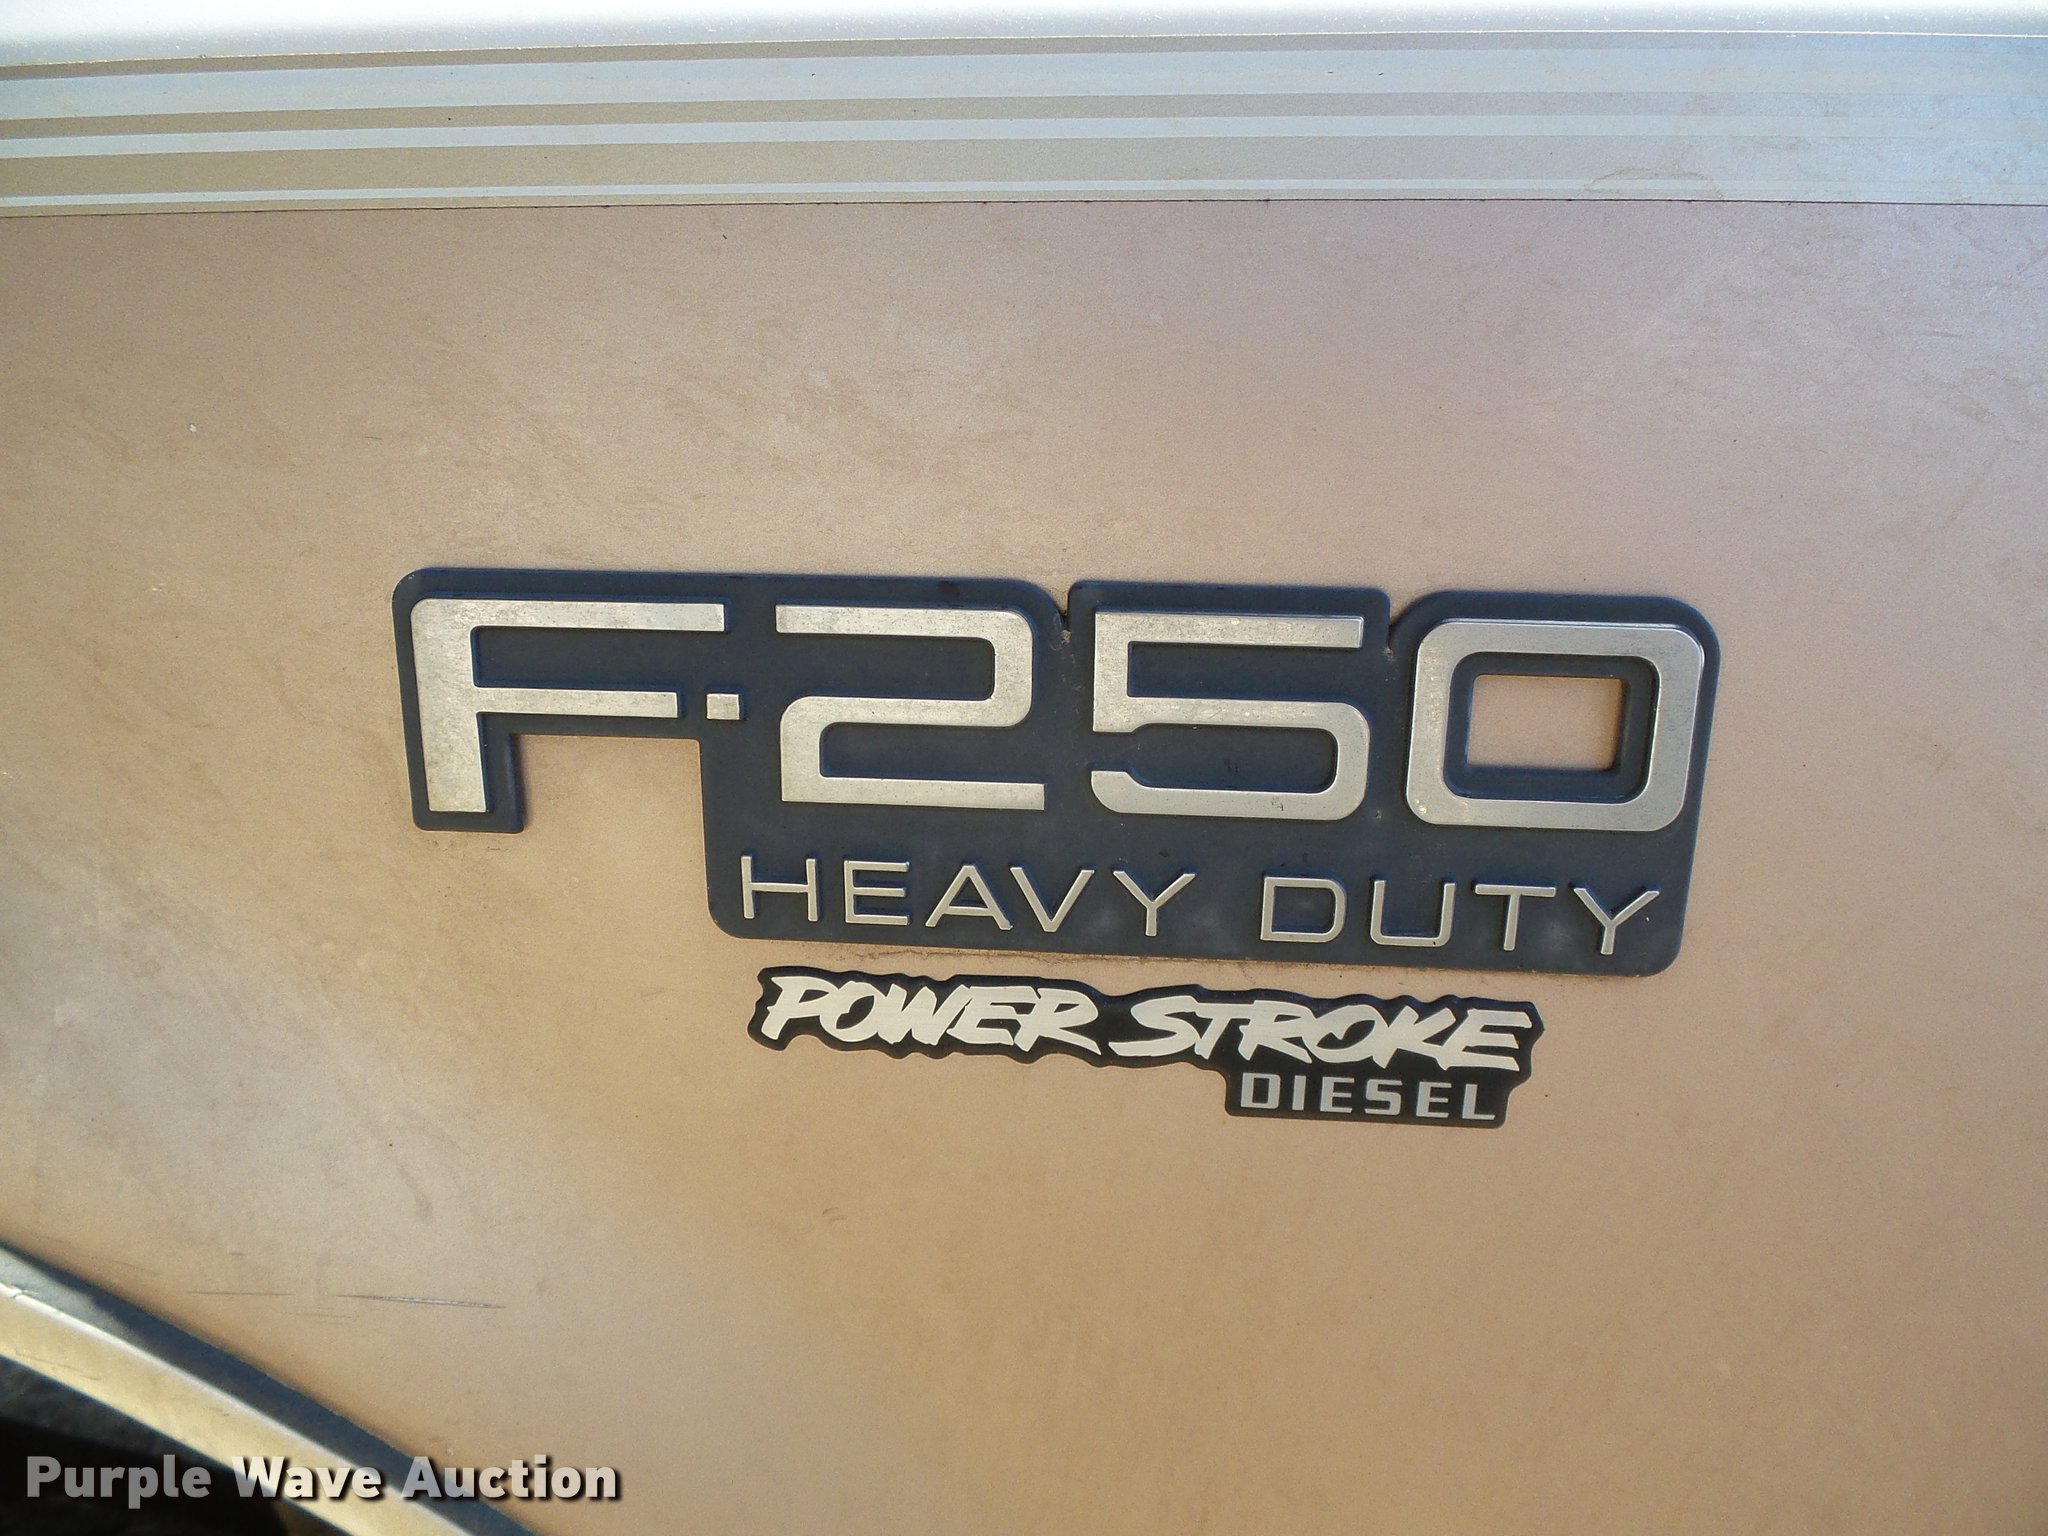 F-250
HEAVY DUTY
POWER STROKE
DIESEL
Purple Wave Auction